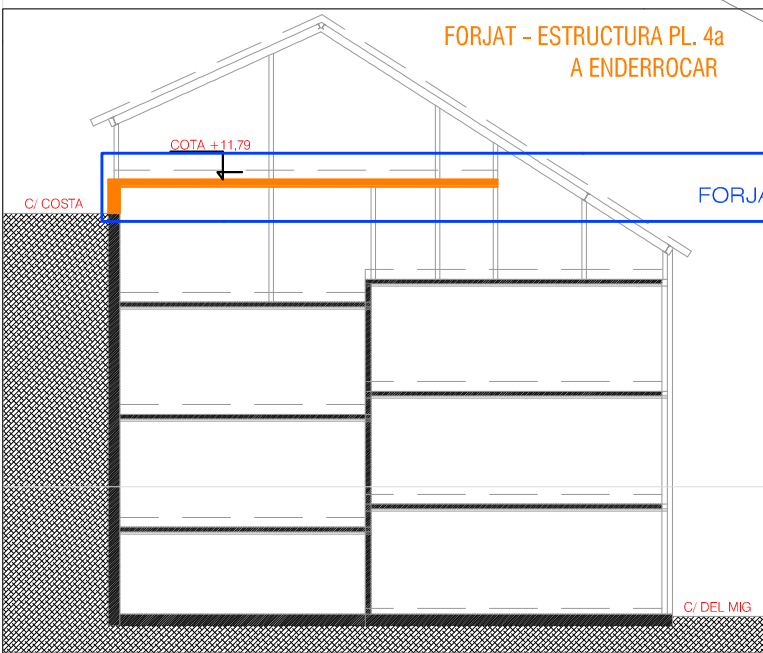 FORJAT - ESTRUCTURA PL. 4a
A ENDERROCAR
COTA +11,79
FORJA
C/ COSTA
C/ DEL MIG